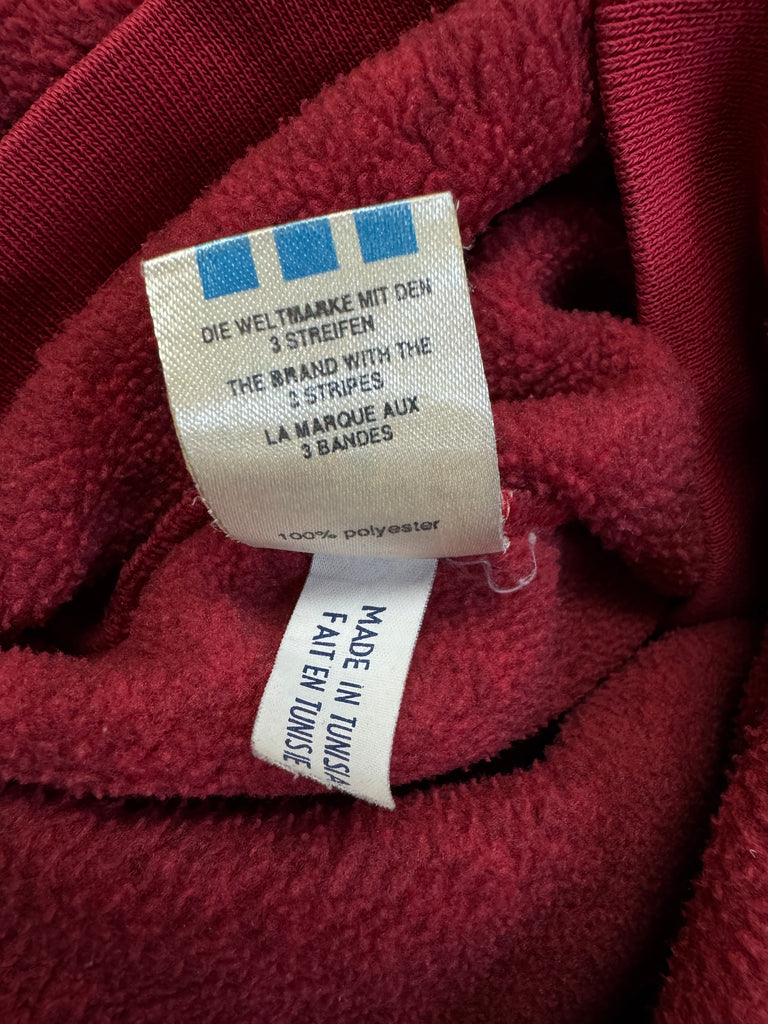 DIE WELTMARKE MIT DEN
3 STREIFEN
THE BRAND WITH THE
3 STRIPES
LA MARQUE AUX
3 BANDES
100% polyester
MADE IN TUNISIA
FAIT EN TUNISIE